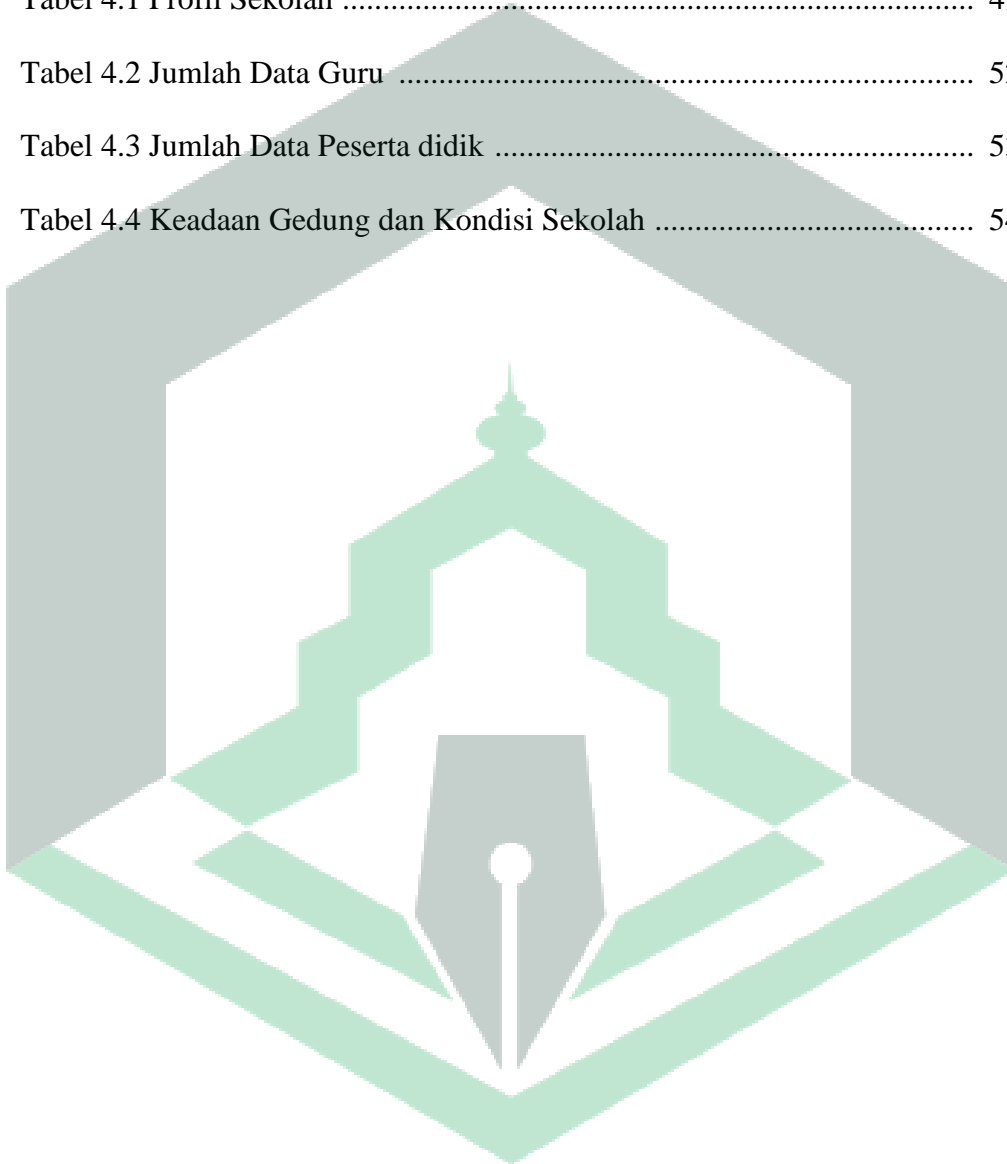 Tabel 4.1 Profil Sekolah ............................................................................. 4
Tabel 4.2 Jumlah Data Guru ...................................................................... 5
Tabel 4.3 Jumlah Data Peserta didik .......................................................... 5
Tabel 4.4 Keadaan Gedung dan Kondisi Sekolah ....................................... 54